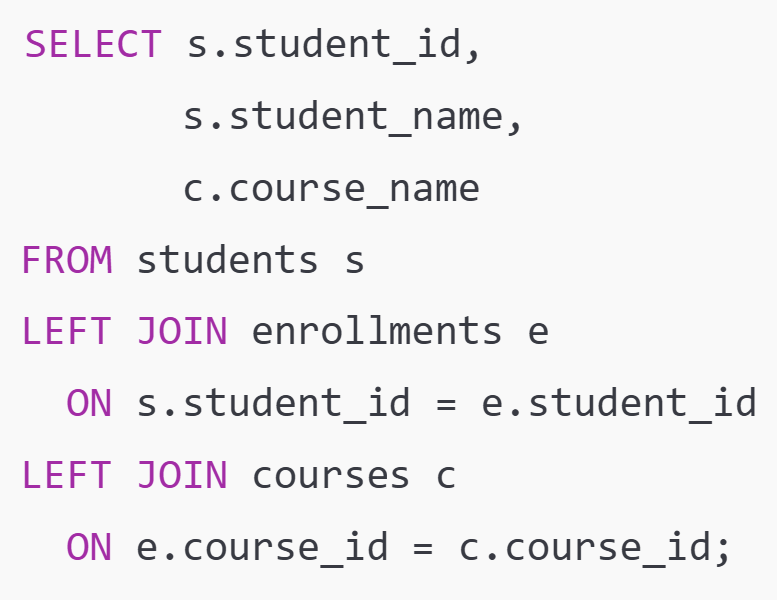 SELECT s.student_id,
       s.student_name,
       c.course_name
FROM students s
LEFT JOIN enrollments e
  ON s.student_id = e.student_id
LEFT JOIN courses c
  ON e.course_id = c.course_id;